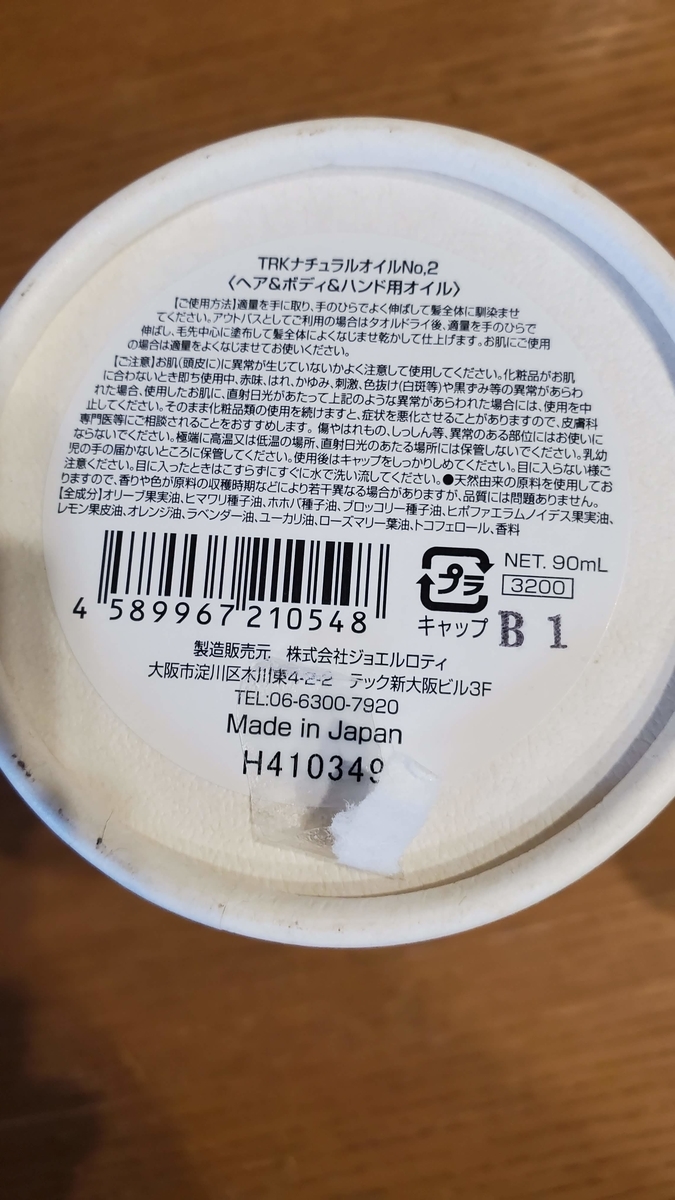 TRKナチュラルオイルNo,2
〈ヘア&ボディ&ハンド用オイル〉
【ご使用方法】適量を手に取り、手のひらでよく伸ばして髪全体に馴染ませ
てください。アウトバスとしてご利用の場合はタオルドライ後、適量を手のひらで
伸ばし、毛先中心に塗布して髪全体によくなじませ乾かして仕上げます。お肌にご使用
の場合は適量をよくなじませてお使いください。
【ご注意】お肌(頭皮に)に異常が生じていないかよく注意して使用してください。化粧品がお肌
に合わないとき即ち使用中、赤味、はれ、かゆみ、刺激、色抜け(白斑等)や黒ずみ等の異常があらわ
れた場合、使用したお肌に、直射日光があたって上記のような異常があらわれた場合には、使用を中
止してください。そのまま化粧品類の使用を続けますと、症状を悪化させることがありますので、皮膚科
専門医等にご相談されることをおすすめします。傷やはれもの、しっしん等、異常のある部位にはお使いに
ならないでください。極端に高温又は低温の場所、直射日光のあたる場所には保管しないでください。乳幼
児の手の届かないところに保管してください。使用後はキャップをしっかりしめてください。目に入らない様ご
注意ください。目に入ったときはこすらずにすぐに水で洗い流してください。●天然由来の原料を使用してお
りますので、香りや色が原料の収穫時期などにより若干異なる場合がありますが、品質には問題ありません。
【全成分】オリーブ果実油、ヒマワリ種子油、ホホバ種子油、ブロッコリー種子油、ヒポファエラムノイデス果実油、
レモン果皮油、オレンジ油、ラベンダー油、ユーカリ油、ローズマリー葉油、トコフェロール、香料
4 589967 210548
プラ
キャップ
NET. 90mL
3200
B 1
製造販売元 株式会社ジョエルロティ
大阪市淀川区木川東4-2-2 テック新大阪ビル3F
TEL:06-6300-7920
Made in Japan
H410349